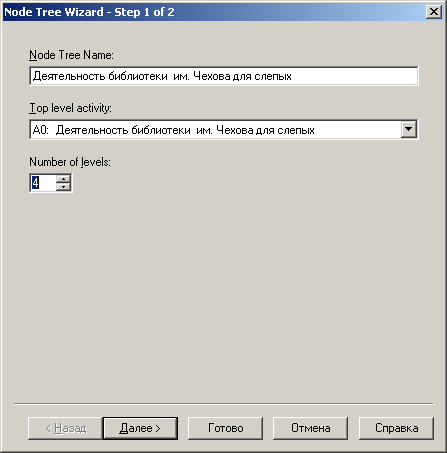 Node Tree Wizard - Step 1 of 2
Node Tree Name:
Деятельность библиотеки  им. Чехова для слепых
Top level activity:
A0:  Деятельность библиотеки  им. Чехова для слепых
Number of levels:
4
< Назад Далее > Готово Отмена Справка